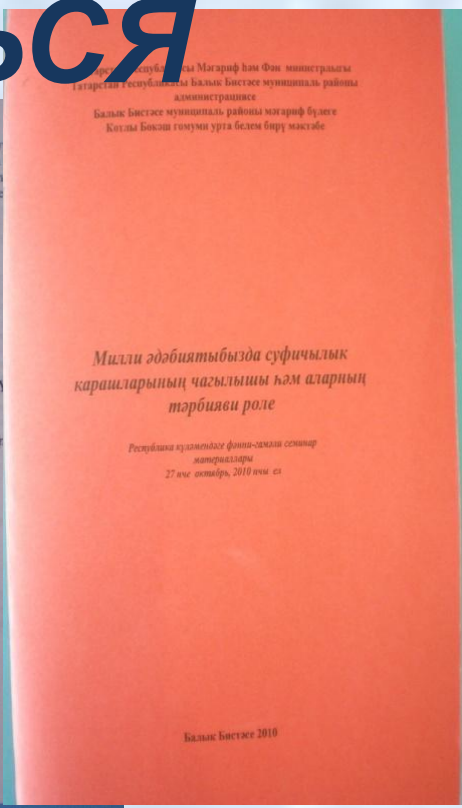 ься
Республикасы Мәгариф һәм Фән министрлыгы
Татарстан Республикасы Балык Бистәсе муниципаль районы
администрациясе
Балык Бистәсе муниципаль районы мәгариф бүлеге
Котлы Бөкәш гомуми урта белем бирү мәктәбе
Милли әдәбиятыбызда суфичылык
карашларының чагылышы һәм аларның
тәрбияви роле
Республика күләмендәге фәнни-гамәли семинар
материаллары
27 нче октябрь, 2010 нчы ел
Балык Бистәсе 2010